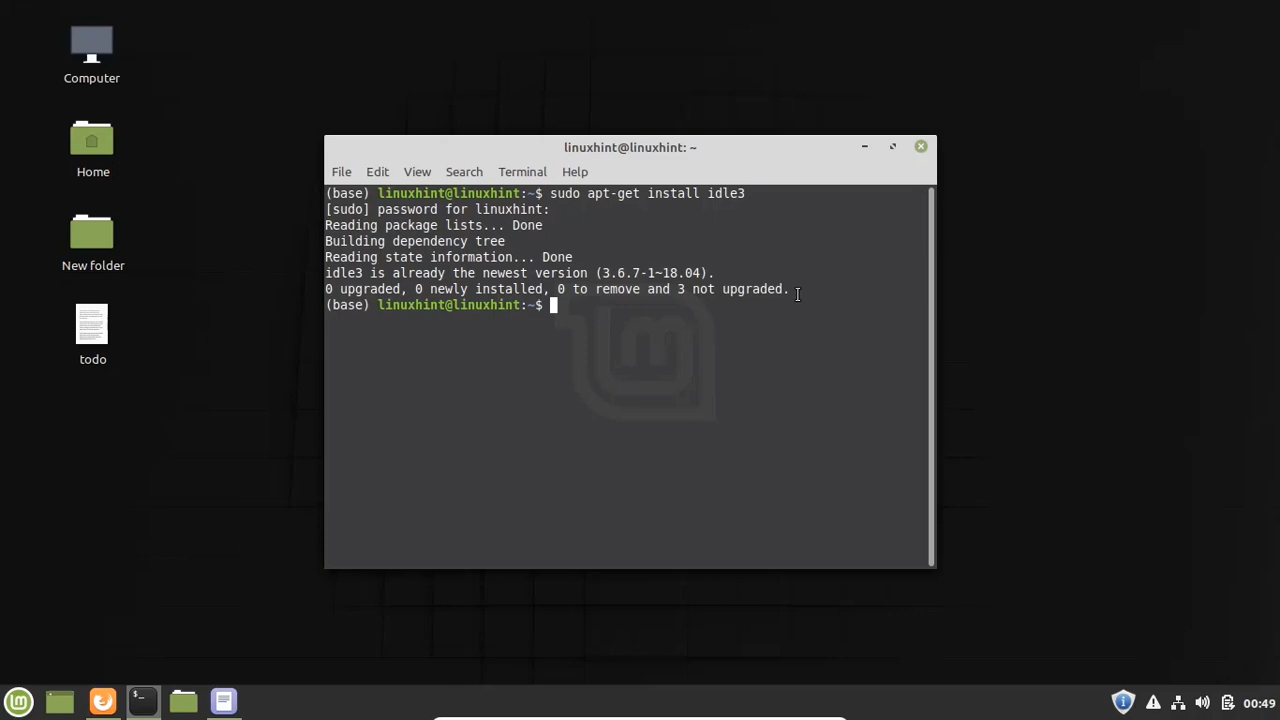 Computer
Home
New folder
todo
linuxhint@linuxhint: ~
File Edit View Search Terminal Help
(base) linuxhint@linuxhint:~$ sudo apt-get install idle3
[sudo] password for linuxhint:
Reading package lists... Done
Building dependency tree
Reading state information... Done
idle3 is already the newest version (3.6.7-1~18.04).
0 upgraded, 0 newly installed, 0 to remove and 3 not upgraded.
(base) linuxhint@linuxhint:~$
00:49